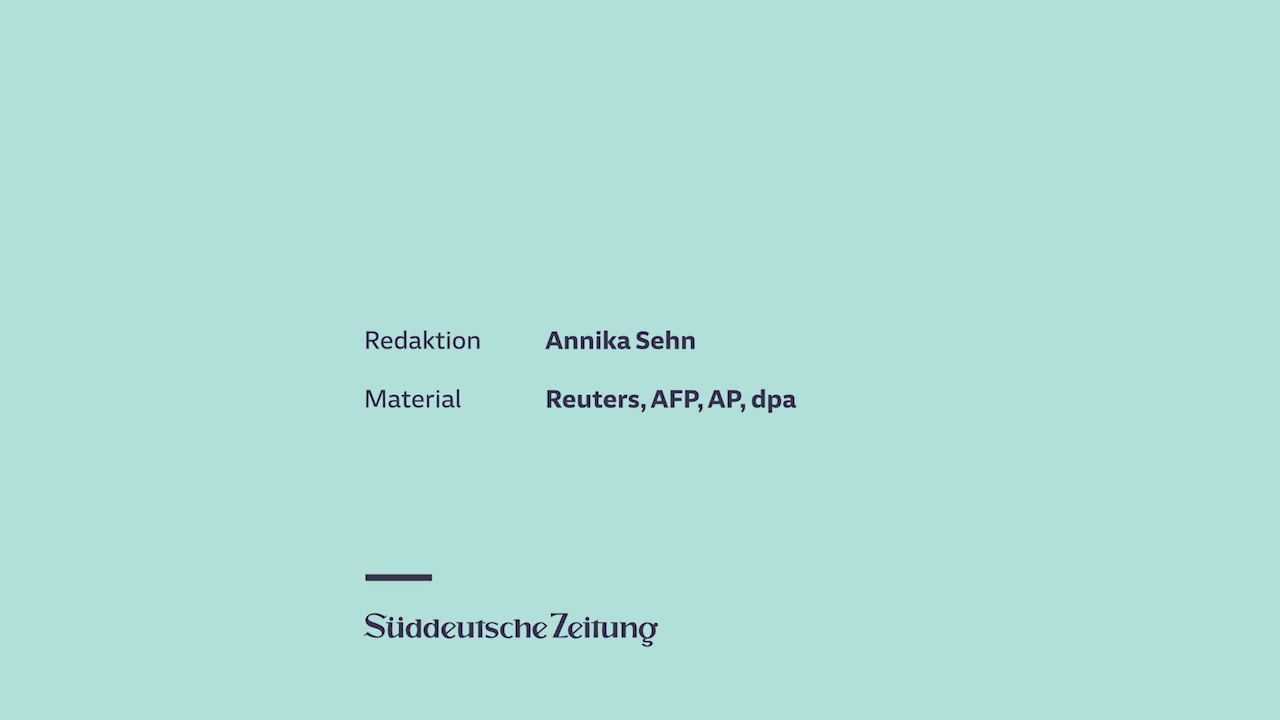 Redaktion Annika Sehn
Material Reuters, AFP, AP, dpa
Süddeutsche Zeitung